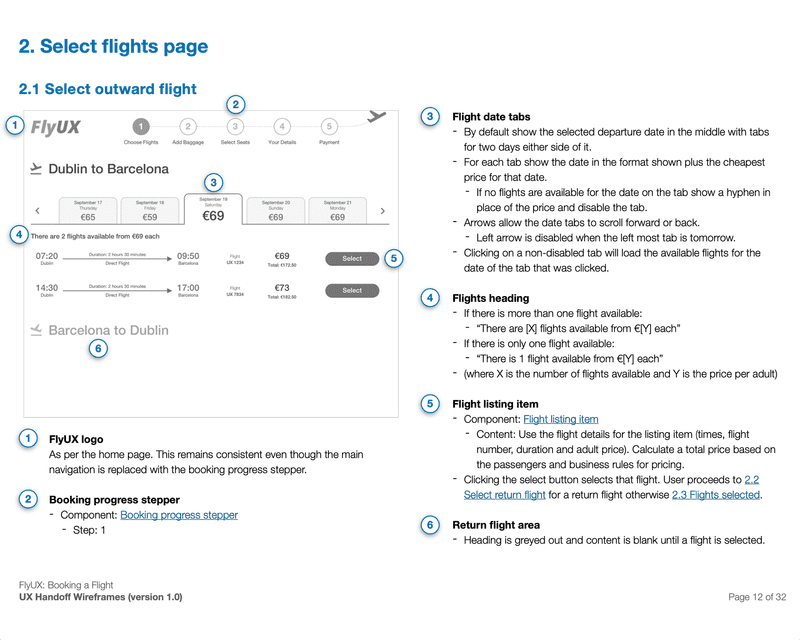 2. Select flights page
2.1 Select outward flight
2
1
FlyUX
1
2
3
4
5
Choose Flights
Add Baggage
Select Seats
Your Details
Payment
Dublin to Barcelona
3
September 17
Thursday
€65
September 18
Friday
€59
September 19
Saturday
€69
September 20
Sunday
€69
September 21
Monday
€69
4
There are 2 flights available from €69 each
07:20
Dublin
Duration: 2 hours 30 minutes
Direct Flight
09:50
Barcelona
Flight
UX 1234
€69
Total: €172.50
Select
5
14:30
Dublin
Duration: 2 hours 30 minutes
Direct Flight
17:00
Barcelona
Flight
UX 7834
€73
Total: €182.50
Select
Barcelona to Dublin
6
1
FlyUX logo
As per the home page. This remains consistent even though the main
navigation is replaced with the booking progress stepper.
2
Booking progress stepper
- Component: Booking progress stepper
- Step: 1
3
Flight date tabs
- By default show the selected departure date in the middle with tabs
for two days either side of it.
- For each tab show the date in the format shown plus the cheapest
price for that date.
- If no flights are available for the date on the tab show a hyphen in
place of the price and disable the tab.
- Arrows allow the date tabs to scroll forward or back.
- Left arrow is disabled when the left most tab is tomorrow.
- Clicking on a non-disabled tab will load the available flights for the
date of the tab that was clicked.
4
Flights heading
- If there is more than one flight available:
- “There are [X] flights available from €[Y] each”
- If there is only one flight available:
- “There is 1 flight available from €[Y] each”
- (where X is the number of flights available and Y is the price per adult)
5
Flight listing item
- Component: Flight listing item
- Content: Use the flight details for the listing item (times, flight
number, duration and adult price). Calculate a total price based on
the passengers and business rules for pricing.
- Clicking the select button selects that flight. User proceeds to 2.2
Select return flight for a return flight otherwise 2.3 Flights selected.
6
Return flight area
- Heading is greyed out and content is blank until a flight is selected.
FlyUX: Booking a Flight
UX Handoff Wireframes (version 1.0)
Page 12 of 32